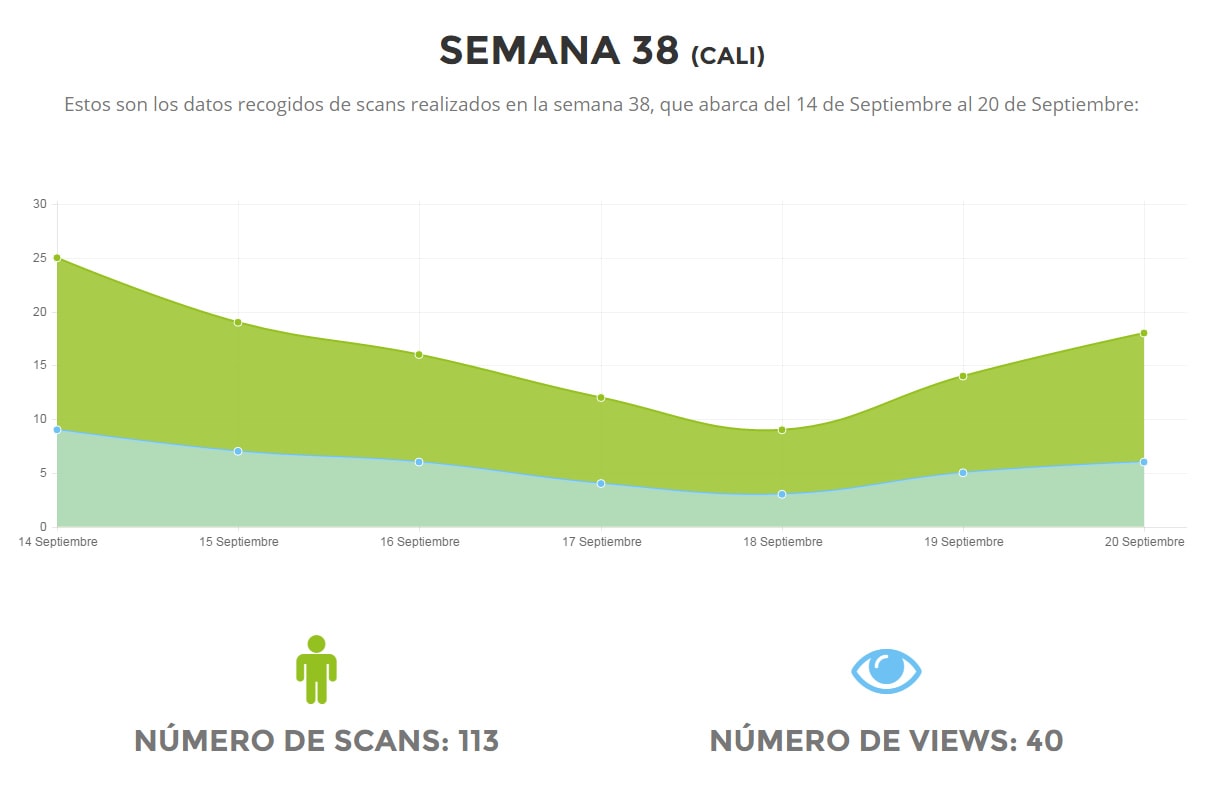 SEMANA 38 (CALI)
Estos son los datos recogidos de scans realizados en la semana 38, que abarca del 14 de Septiembre al 20 de Septiembre:
30
25
20
15
10
5
0
14 Septiembre 15 Septiembre 16 Septiembre 17 Septiembre 18 Septiembre 19 Septiembre 20 Septiembre
NÚMERO DE SCANS: 113 NÚMERO DE VIEWS: 40